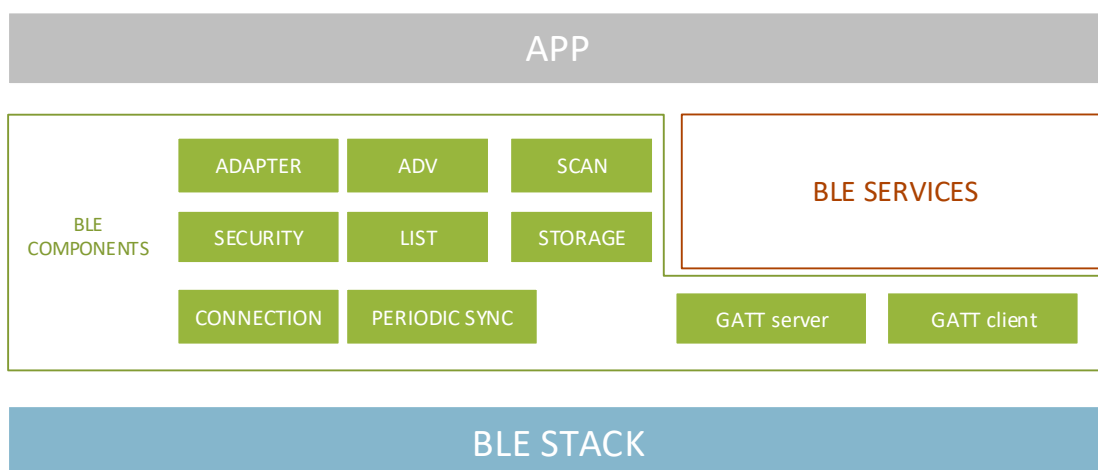 APP
ADAPTER
ADV
SCAN
BLE SERVICES
BLE
COMPONENTS
SECURITY
LIST
STORAGE
CONNECTION
PERIODIC SYNC
GATT server
GATT client
BLE STACK